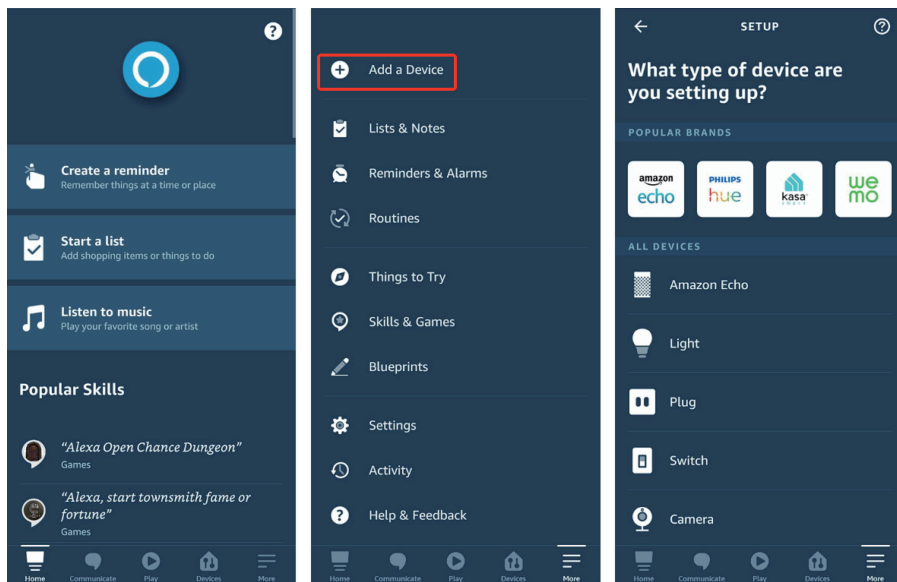 ?
Create a reminder
Remember things at a time or place
Start a list
Add shopping items or things to do
Listen to music
Play your favorite song or artist
Popular Skills
“Alexa Open Chance Dungeon”
Games
“Alexa, start townsmith fame or
fortune”
Games
Home Communicate Play Devices More
Add a Device
Lists & Notes
Reminders & Alarms
Routines
Things to Try
Skills & Games
Blueprints
Settings
Activity
? Help & Feedback
Home Communicate Play Devices More
SETUP ?
What type of device are
you setting up?
POPULAR BRANDS
amazon
echo
PHILIPS
hue
kasa
smart
we
mo
ALL DEVICES
Amazon Echo
Light
Plug
Switch
Camera
Home Communicate Play Devices More